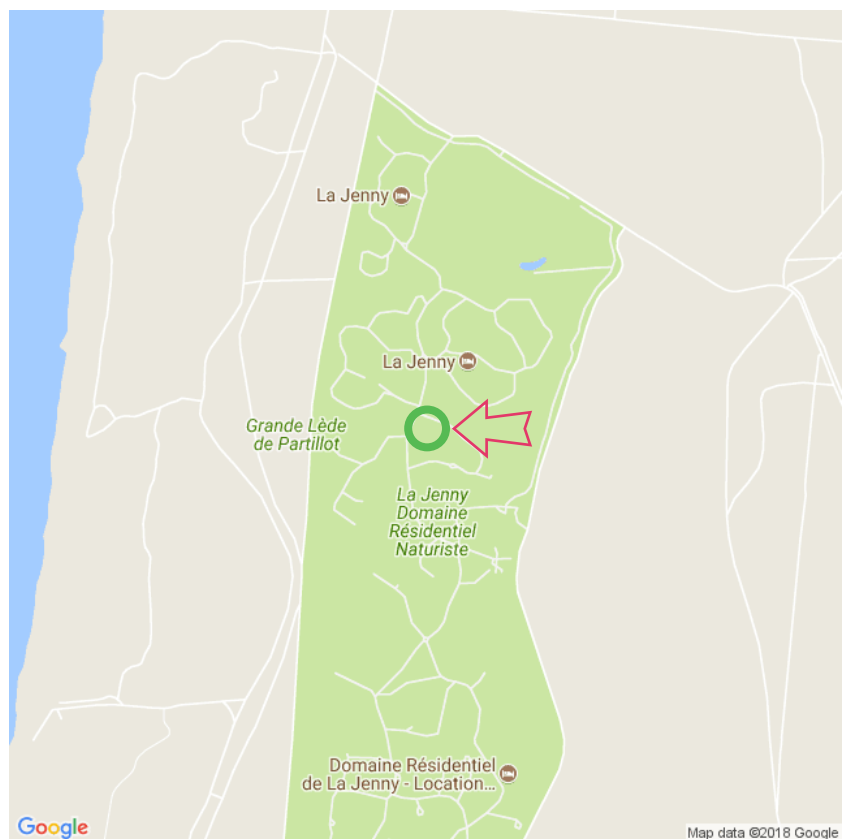 La Jenny
La Jenny
Grande Lède
de Partillot
La Jenny
Domaine
Résidentiel
Naturiste
Domaine Résidentiel
de La Jenny - Location...
Google
Map data ©2018 Google